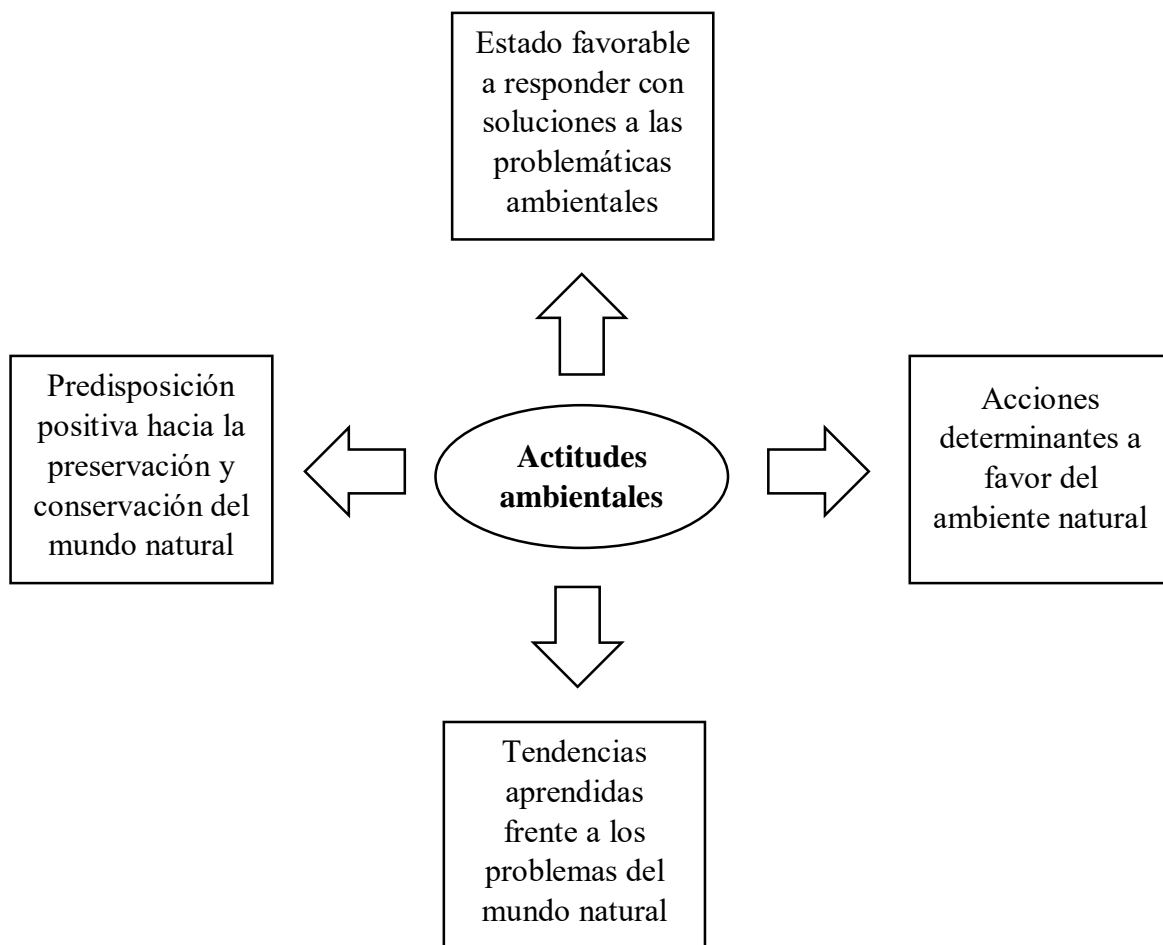 Estado favorable
a responder con
soluciones a las
problemáticas
ambientales
Predisposición
positiva hacia la
preservación y
conservación del
mundo natural
Actitudes
ambientales
Acciones
determinantes a
favor del
ambiente natural
Tendencias
aprendidas
frente a los
problemas del
mundo natural